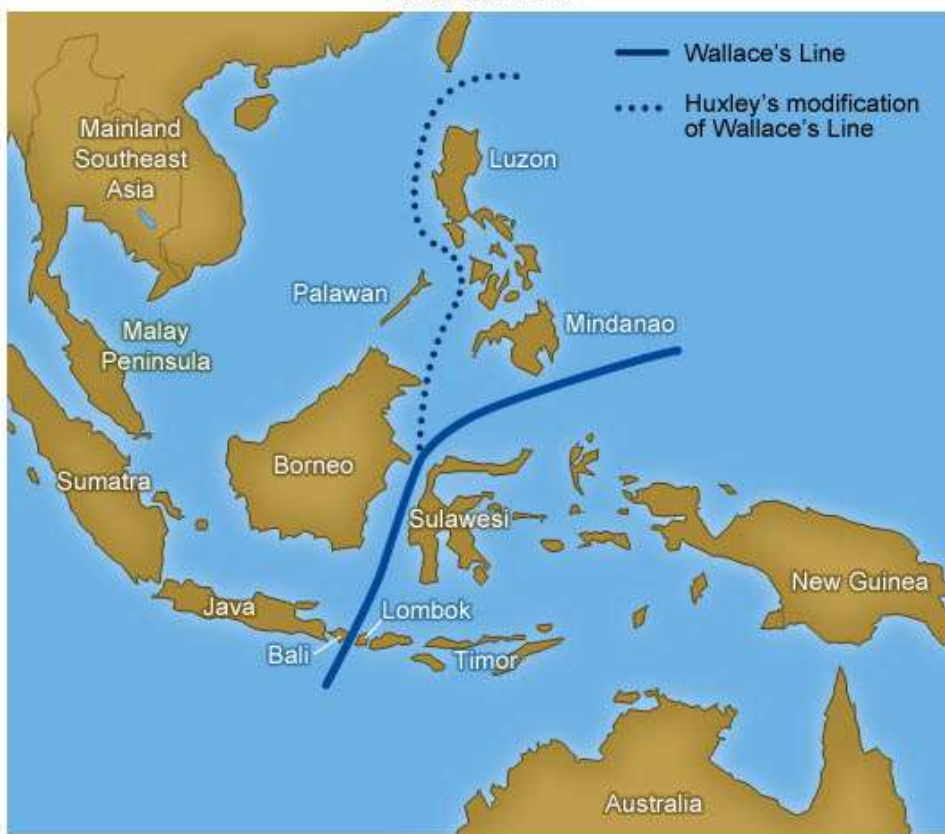 Wallace's Line
Huxley's modification
of Wallace's Line
Mainland
Southeast
Asia
Luzon
Palawan
Mindanao
Malay
Peninsula
Borneo
Sumatra
Sulawesi
New Guinea
Java
Lombok
Bali
Timor
Australia